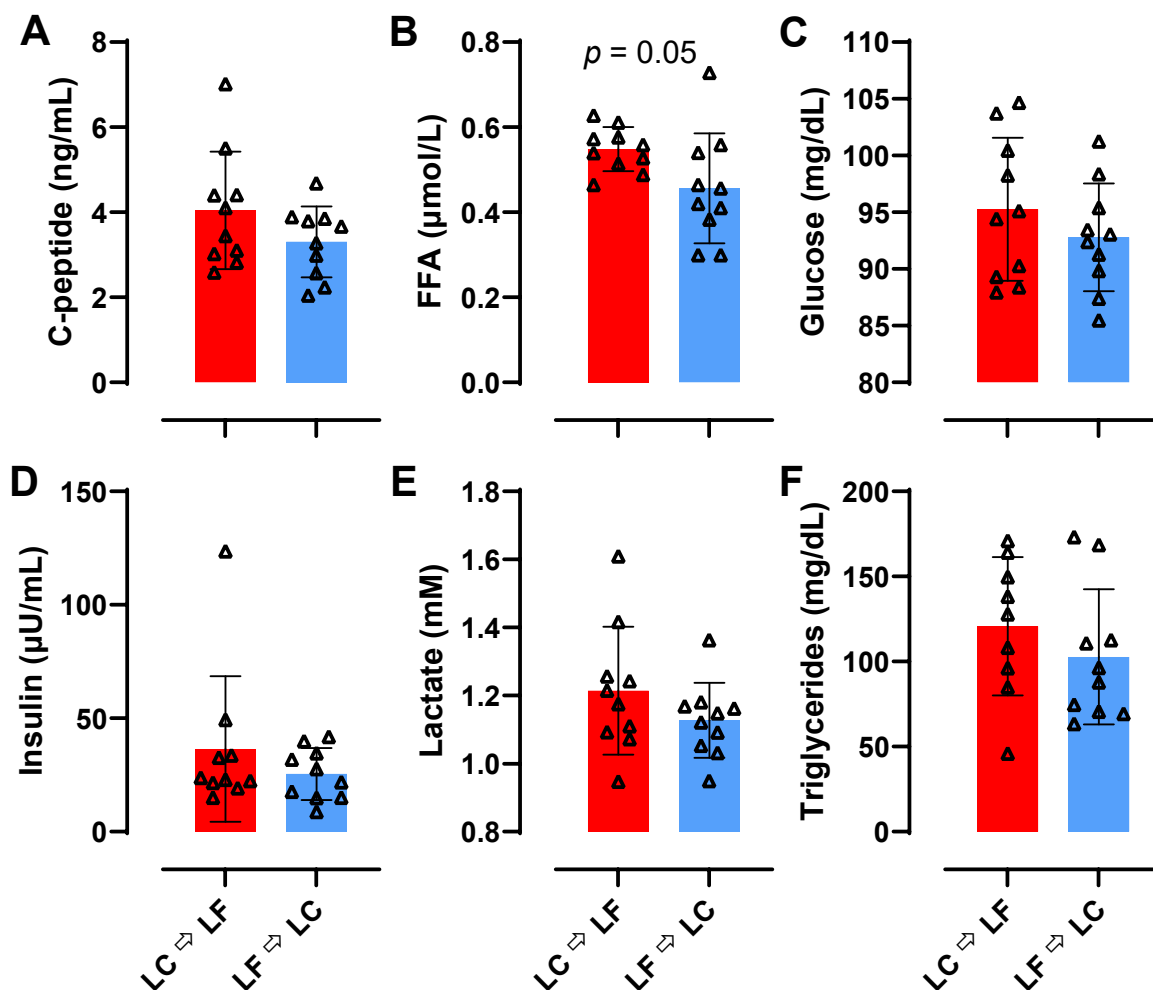 A
C-peptide (ng/mL)
8
6
4
2
0
B
FFA (μmol/L)
0.8
0.6
0.4
0.2
0.0
p = 0.05
C
Glucose (mg/dL)
110
105
100
95
90
85
80
D
Insulin (μU/mL)
150
100
50
0
LC ⇨ LF
LF ⇨ LC
E
Lactate (mM)
1.8
1.6
1.4
1.2
1.0
0.8
LC ⇨ LF
LF ⇨ LC
F
Triglycerides (mg/dL)
200
150
100
50
0
LC ⇨ LF
LF ⇨ LC